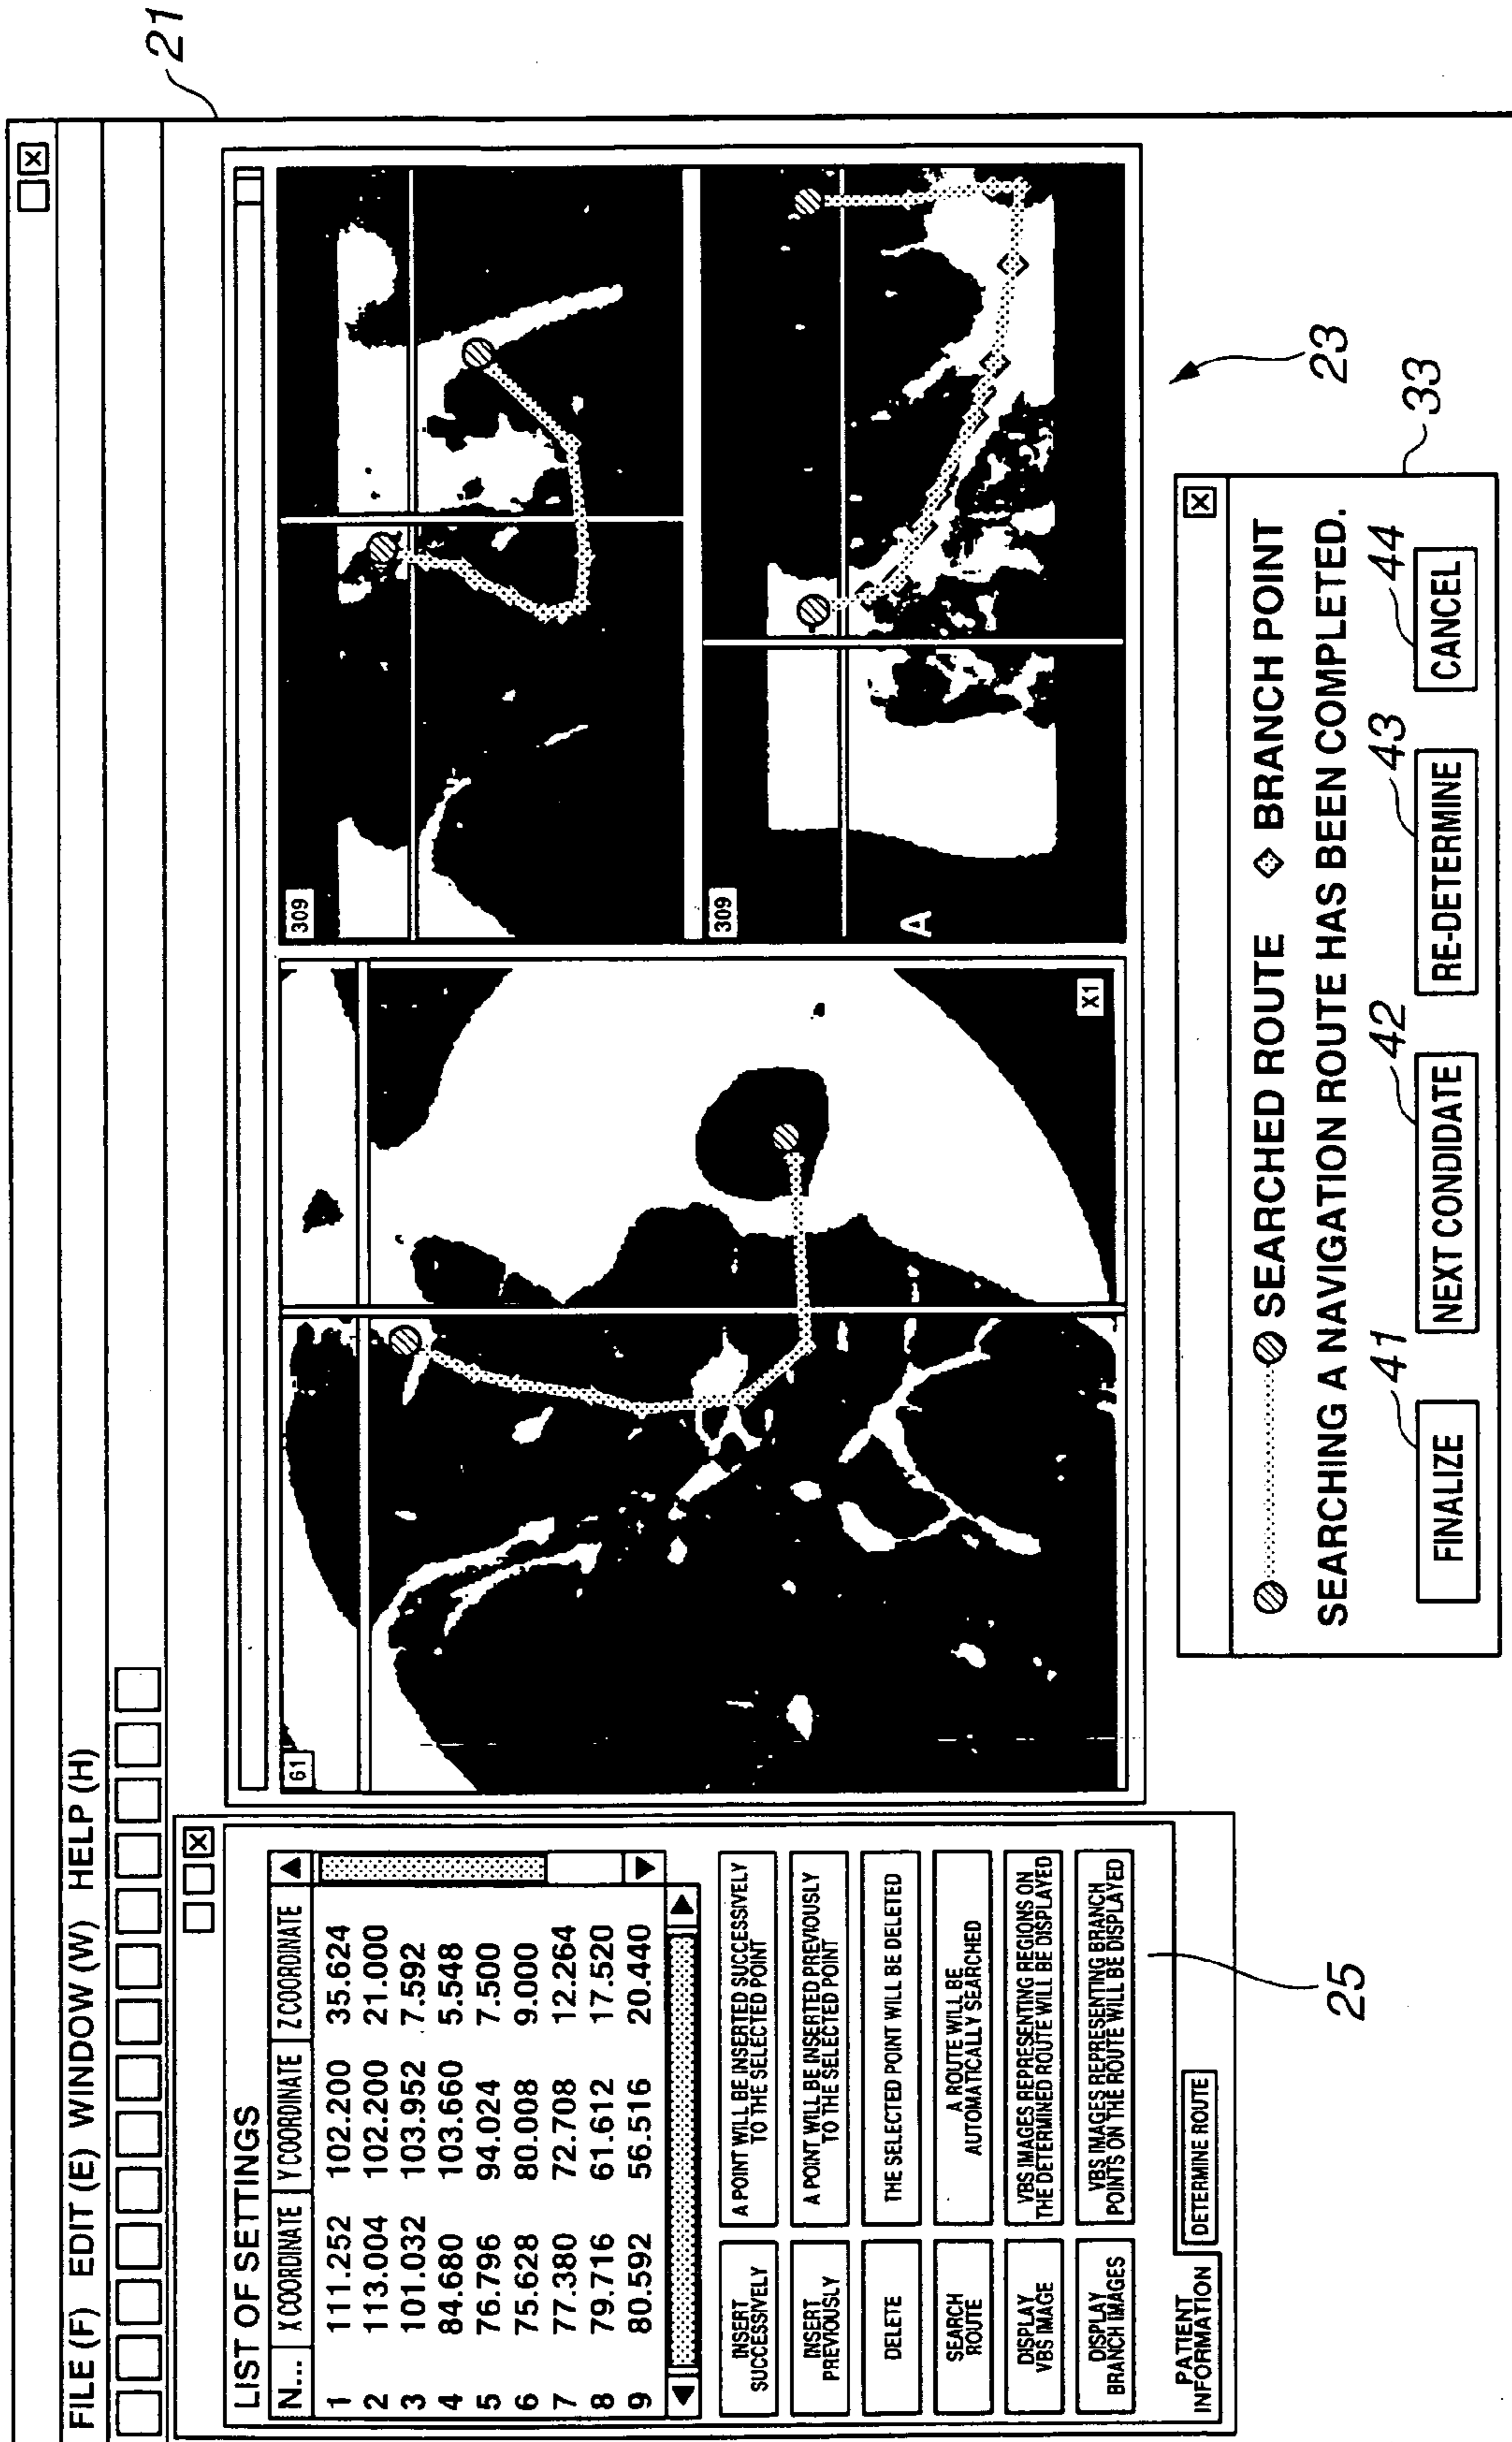 21
FILE (F) EDIT (E) WINDOW (W) HELP (H)
LIST OF SETTINGS
N... X COORDINATE Y COORDINATE Z COORDINATE
1 111.252 102.200 35.624
2 113.004 102.200 21.000
3 101.032 103.952 7.592
4 84.680 103.660 5.548
5 76.796 94.024 7.500
6 75.628 80.008 9.000
7 77.380 72.708 12.264
8 79.716 61.612 17.520
9 80.592 56.516 20.440
INSERT
SUCCESSIVELY
A POINT WILL BE INSERTED SUCCESSIVELY
TO THE SELECTED POINT
INSERT
PREVIOUSLY
A POINT WILL BE INSERTED PREVIOUSLY
TO THE SELECTED POINT
DELETE
THE SELECTED POINT WILL BE DELETED
SEARCH
ROUTE
A ROUTE WILL BE
AUTOMATICALLY SEARCHED
DISPLAY
VBS IMAGE
VBS IMAGES REPRESENTING REGIONS ON
THE DETERMINED ROUTE WILL BE DISPLAYED
DISPLAY
BRANCH IMAGES
VBS IMAGES REPRESENTING BRANCH
POINTS ON THE ROUTE WILL BE DISPLAYED
PATIENT
INFORMATION
DETERMINE ROUTE
25
61
X1
309
309
A
23
33
SEARCHED ROUTE BRANCH POINT
SEARCHING A NAVIGATION ROUTE HAS BEEN COMPLETED.
41 42 43 44
FINALIZE NEXT CONDIDATE RE-DETERMINE CANCEL